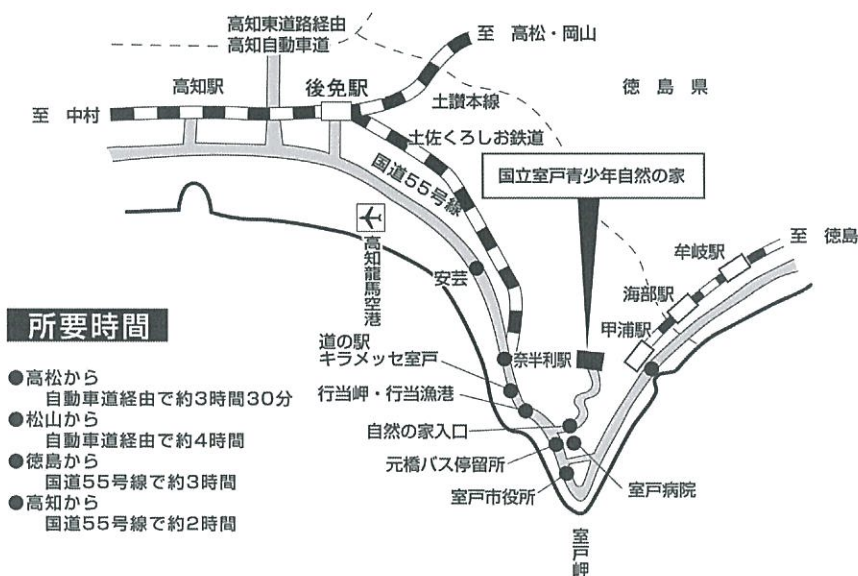 高知東道路経由
高知自動車道
至 高松・岡山
高知駅
後免駅
土讃本線
徳島県
至 中村
土佐くろしお鉄道
国道55号線
国立室戸青少年自然の家
高知龍馬空港
安芸
牟岐駅
至 徳島
海部駅
甲浦駅
所要時間
道の駅
キラメッセ室戸
奈半利駅
行当岬・行当漁港
自然の家入口
元橋バス停留所
室戸市役所
室戸病院
室戸岬
●高松から
自動車道経由で約3時間30分
●松山から
自動車道経由で約4時間
●徳島から
国道55号線で約3時間
●高知から
国道55号線で約2時間